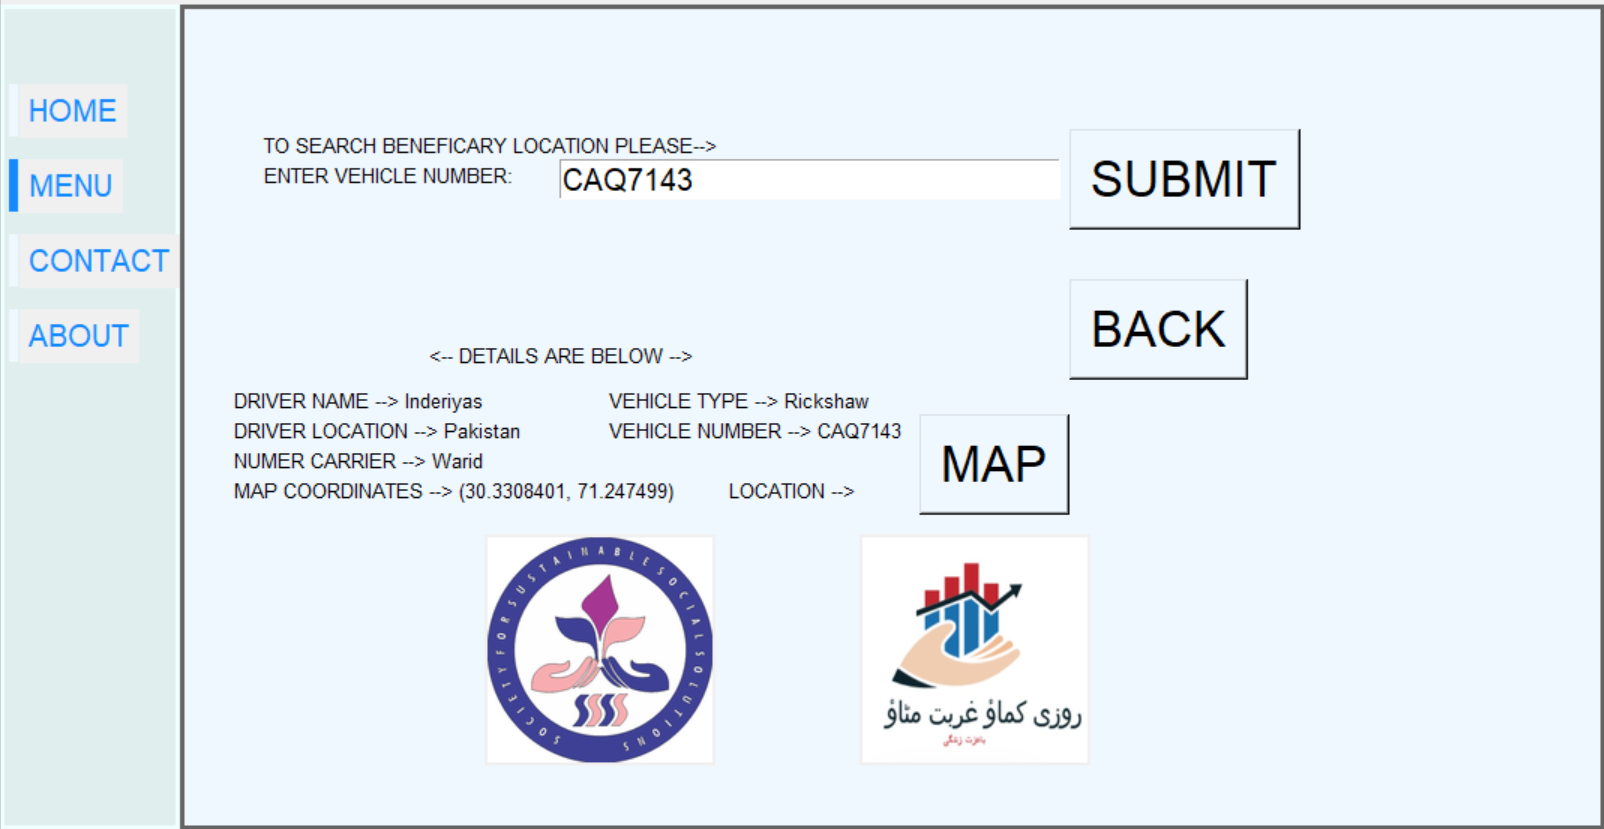 HOME
MENU
CONTACT
ABOUT
TO SEARCH BENEFICARY LOCATION PLEASE-->
ENTER VEHICLE NUMBER: CAQ7143
SUBMIT
BACK
<-- DETAILS ARE BELOW -->
DRIVER NAME --> Inderiyas VEHICLE TYPE --> Rickshaw
DRIVER LOCATION --> Pakistan VEHICLE NUMBER --> CAQ7143
NUMER CARRIER --> Warid
MAP COORDINATES --> (30.3308401, 71.247499) LOCATION -->
MAP
SOCIETY FOR SUSTAINABLE SOCIAL SOLUTIONS
SSSS
روزی کماؤ غربت مٹاؤ
باعزت زندگی